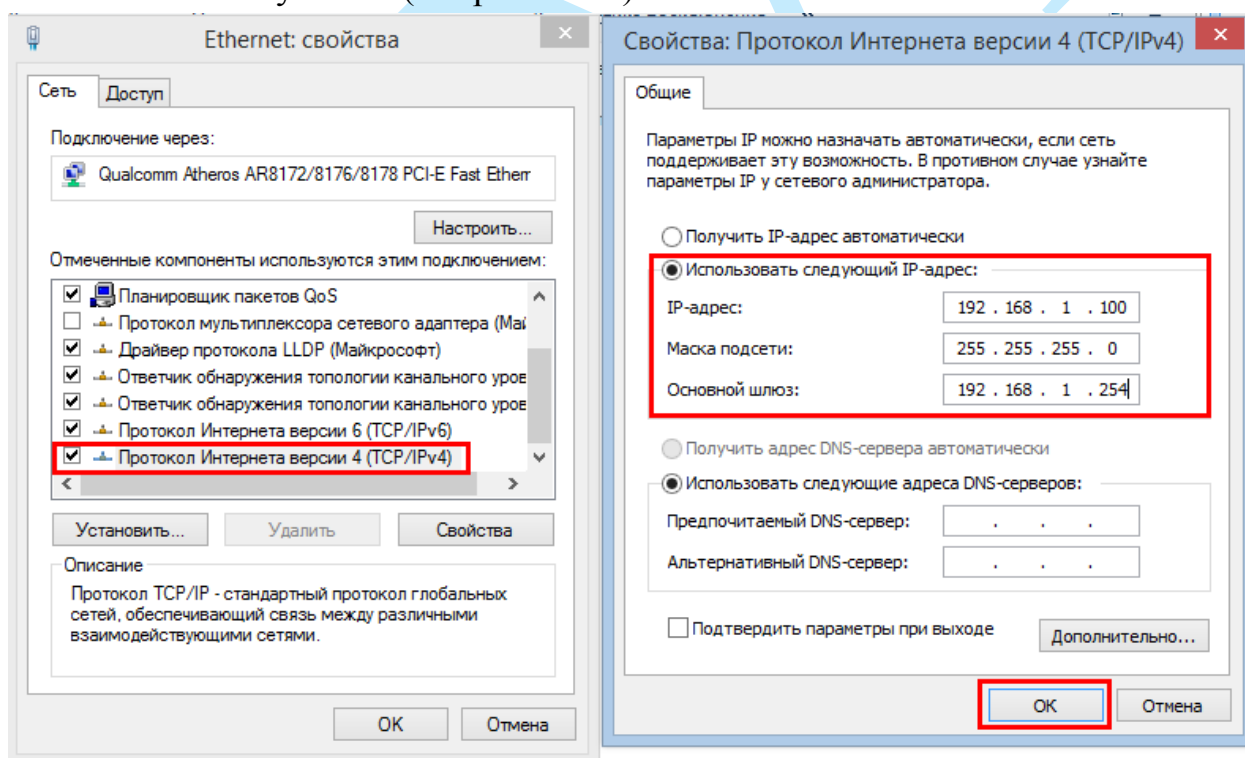 Ethernet: свойства
Сеть
Доступ
Подключение через:
Qualcomm Atheros AR8172/8176/8178 PCI-E Fast Ethern
Настроить...
Отмеченные компоненты используются этим подключением:
Планировщик пакетов QoS
Протокол мультиплексора сетевого адаптера (Май
Драйвер протокола LLDP (Майкрософт)
Ответчик обнаружения топологии канального уров
Ответчик обнаружения топологии канального уров
Протокол Интернета версии 6 (TCP/IPv6)
Протокол Интернета версии 4 (TCP/IPv4)
Установить...
Удалить
Свойства
Описание
Протокол TCP/IP - стандартный протокол глобальных
сетей, обеспечивающий связь между различными
взаимодействующими сетями.
OK
Отмена
Свойства: Протокол Интернета версии 4 (TCP/IPv4)
Общие
Параметры IP можно назначать автоматически, если сеть
поддерживает эту возможность. В противном случае узнайте
параметры IP у сетевого администратора.
Получить IP-адрес автоматически
Использовать следующий IP-адрес:
IP-адрес: 192 . 168 . 1 . 100
Маска подсети: 255 . 255 . 255 . 0
Основной шлюз: 192 . 168 . 1 . 254
Получить адрес DNS-сервера автоматически
Использовать следующие адреса DNS-серверов:
Предпочитаемый DNS-сервер: . . .
Альтернативный DNS-сервер: . . .
Подтвердить параметры при выходе
Дополнительно...
OK
Отмена